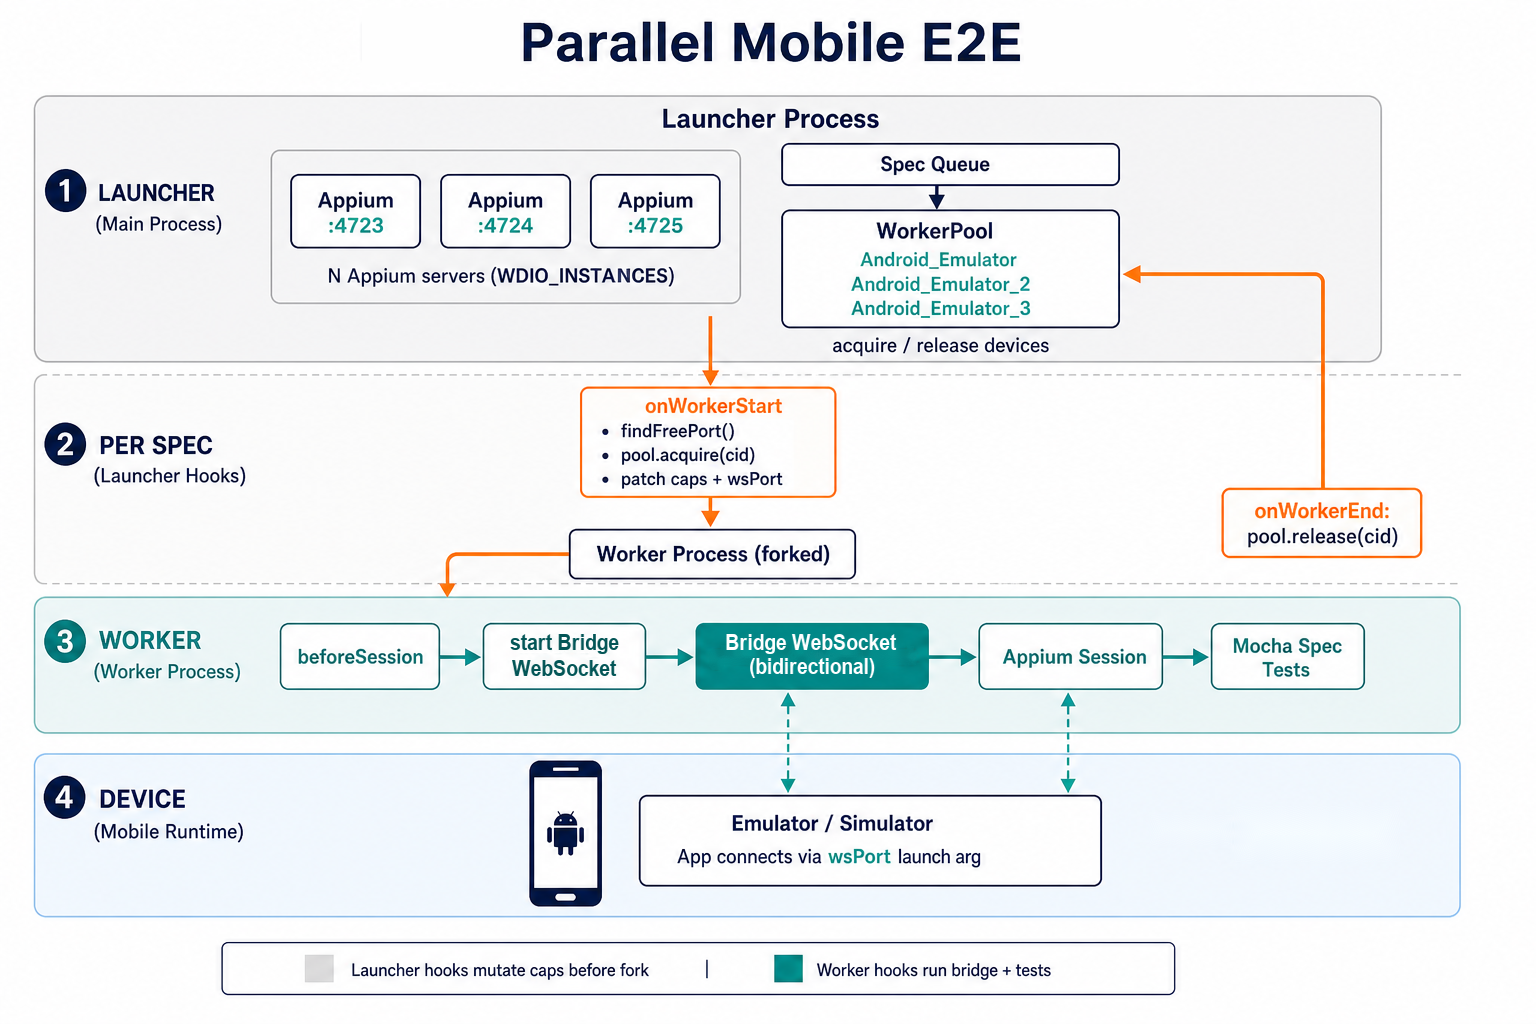 Parallel Mobile E2E
Launcher Process
1 LAUNCHER
(Main Process)
Appium
:4723
Appium
:4724
Appium
:4725
N Appium servers (WDIO_INSTANCES)
Spec Queue
WorkerPool
Android_Emulator
Android_Emulator_2
Android_Emulator_3
acquire / release devices
2 PER SPEC
(Launcher Hooks)
onWorkerStart
• findFreePort()
• pool.acquire(cid)
• patch caps + wsPort
Worker Process (forked)
onWorkerEnd:
pool.release(cid)
3 WORKER
(Worker Process)
beforeSession
start Bridge
WebSocket
Bridge WebSocket
(bidirectional)
Appium Session
Mocha Spec
Tests
4 DEVICE
(Mobile Runtime)
Emulator / Simulator
App connects via wsPort launch arg
Launcher hooks mutate caps before fork | Worker hooks run bridge + tests